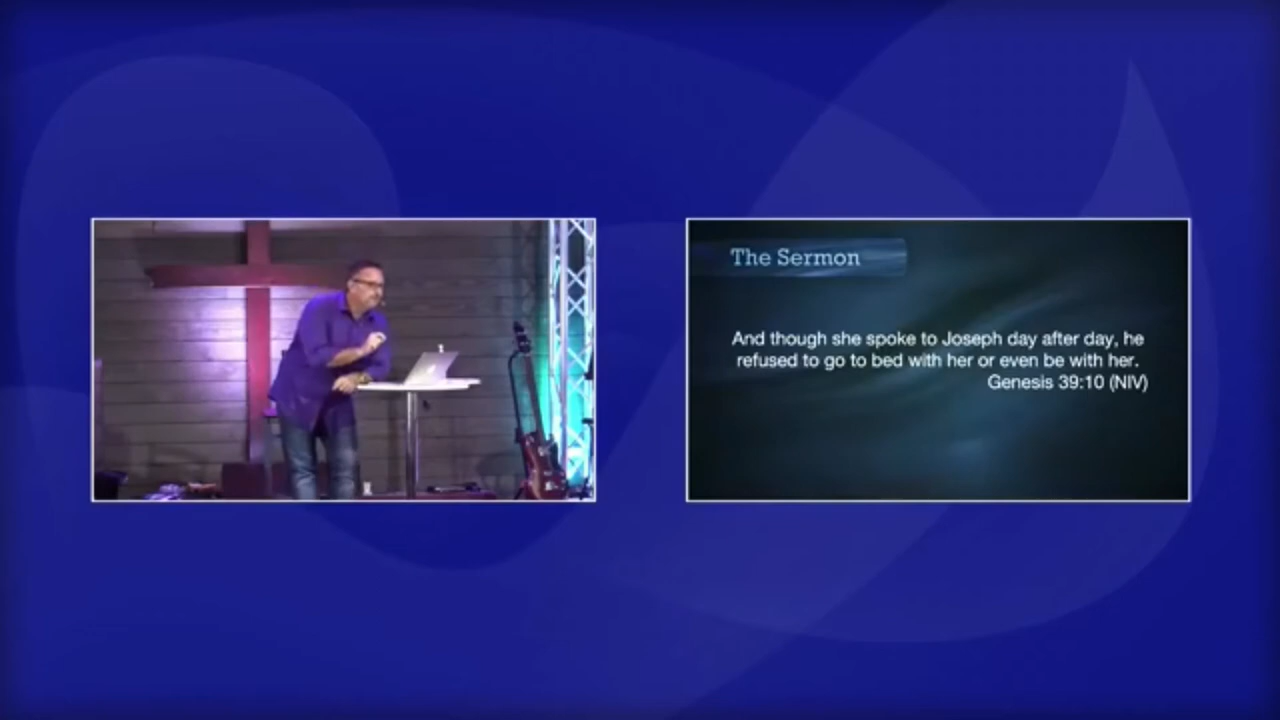 The Sermon
And though she spoke to Joseph day after day, he
refused to go to bed with her or even be with her.
Genesis 39:10 (NIV)